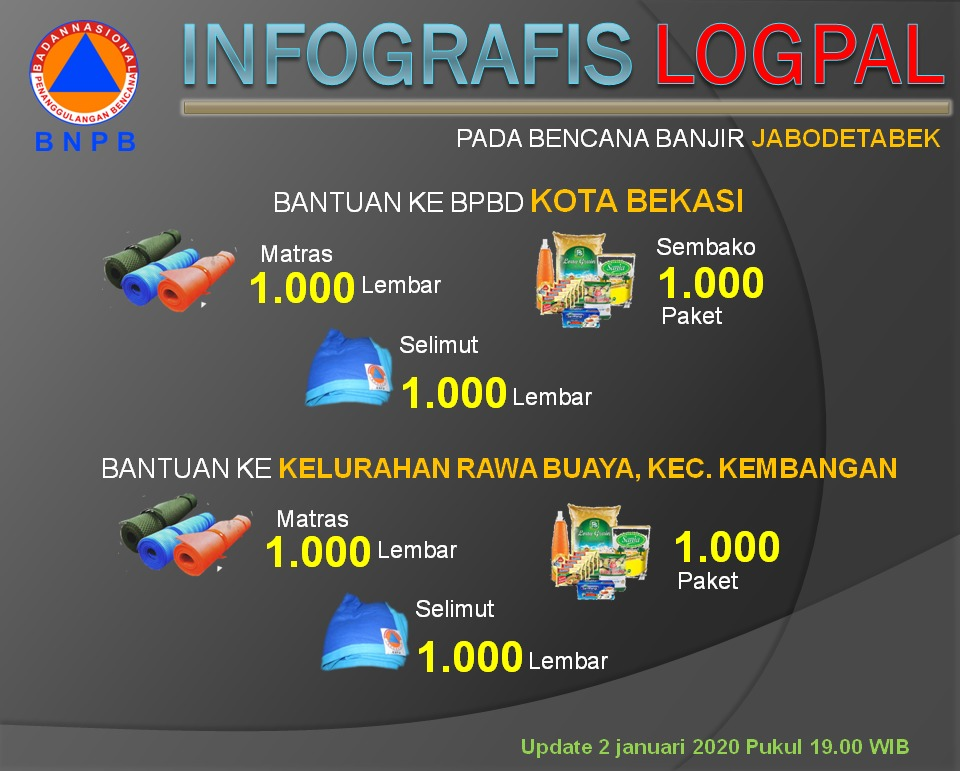 BADAN NASIONAL
PENANGGULANGAN BENCANA
BNPB
INFOGRAFIS LOGPAL
PADA BENCANA BANJIR JABODETABEK
BANTUAN KE BPBD KOTA BEKASI
Matras
1.000 Lembar
Sembako
1.000
Paket
Selimut
1.000 Lembar
BANTUAN KE KELURAHAN RAWA BUAYA, KEC. KEMBANGAN
Matras
1.000 Lembar
1.000
Paket
Selimut
1.000 Lembar
Update 2 januari 2020 Pukul 19.00 WIB